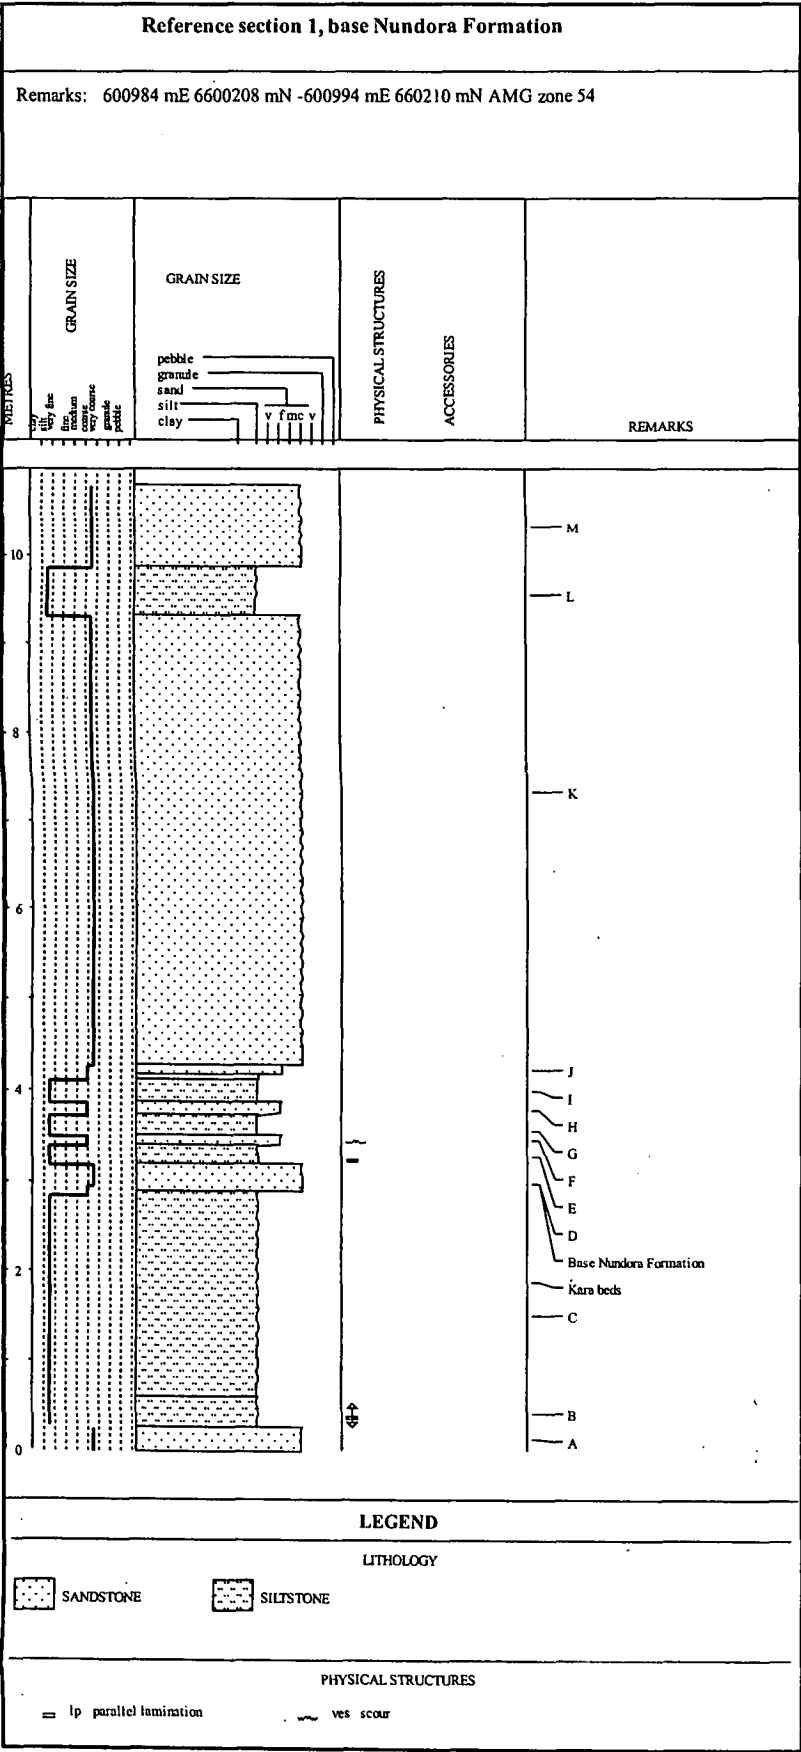 Reference section 1, base Nundora Formation
Remarks: 600984 mE 6600208 mN -600994 mE 660210 mN AMG zone 54
METRES
GRAIN SIZE
clay
silt
very fine
fine
medium
coarse
very coarse
granule
pebble
GRAIN SIZE
pebble
granule
sand
silt
clay
v f m c v
PHYSICAL STRUCTURES
ACCESSORIES
REMARKS
M
10
L
8
K
6
J
4
I
H
G
F
E
D
Base Nundora Formation
2
Kara beds
C
B
A
0
LEGEND
LITHOLOGY
SANDSTONE
SILTSTONE
PHYSICAL STRUCTURES
lp parallel lamination
ves scour